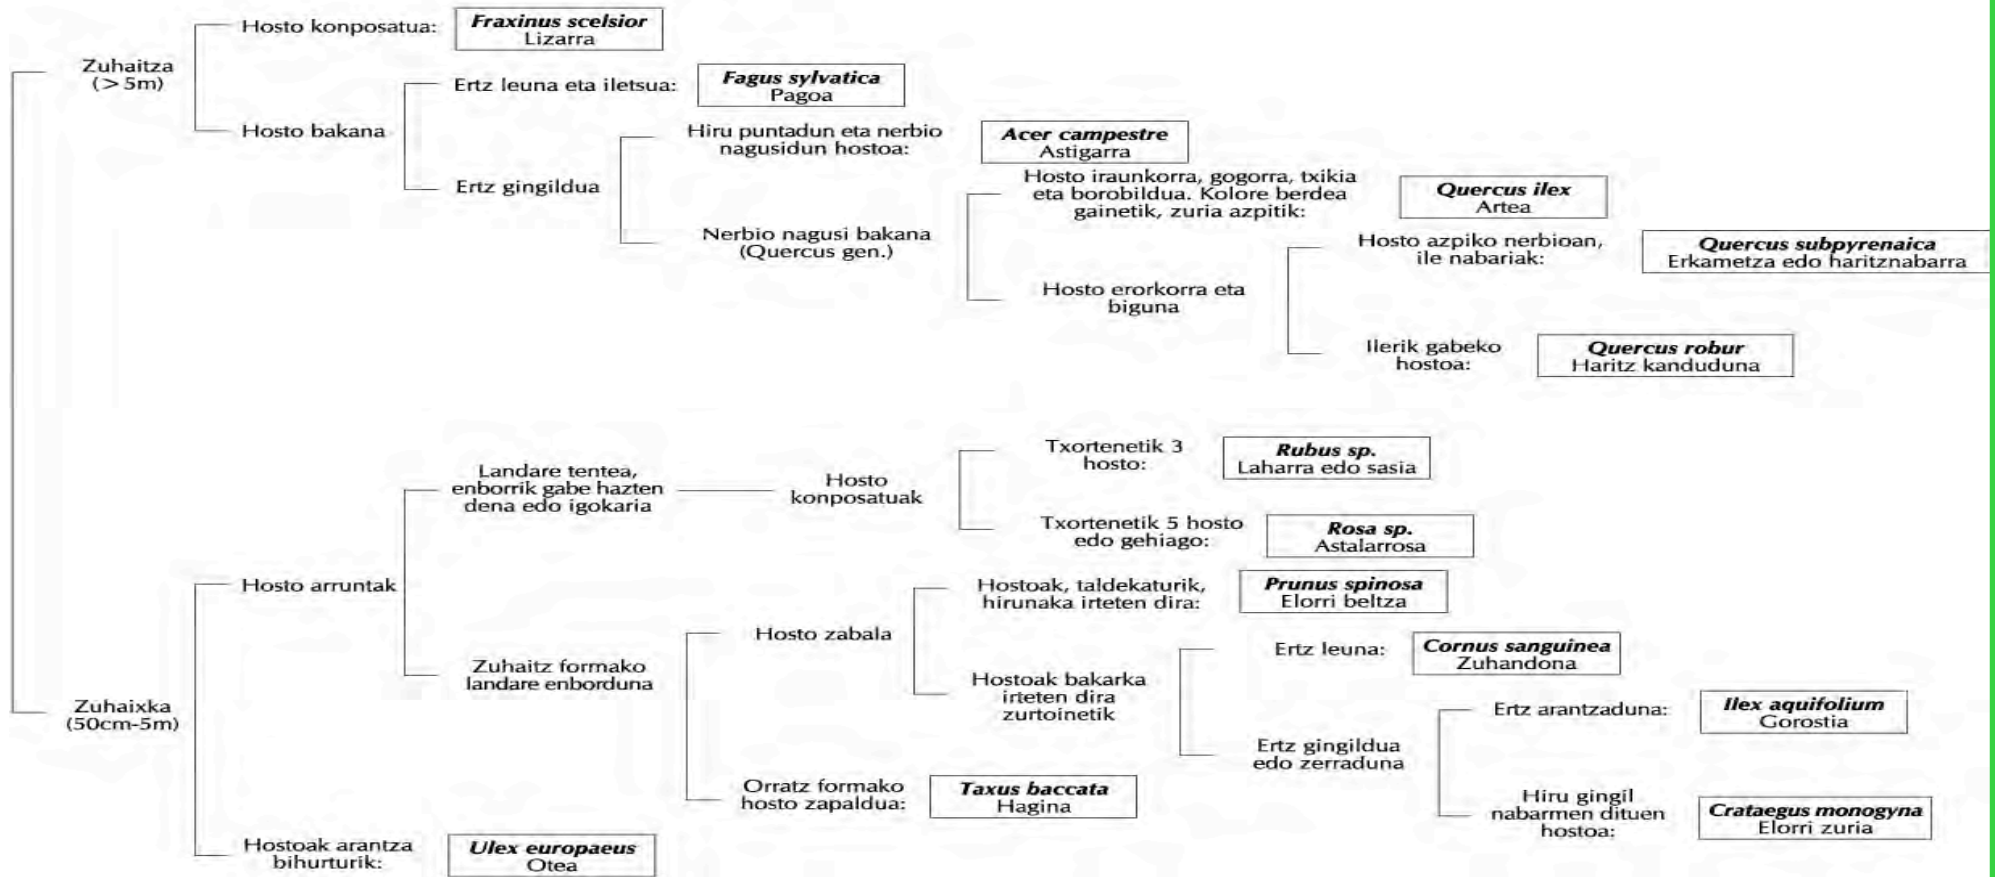 Hosto konposatua:
Fraxinus scelsior
Lizarra
Zuhaitza
(>5m)
Ertz leuna eta iletsua:
Fagus sylvatica
Pagoa
Hosto bakana
Hiru puntadun eta nerbio
nagusidun hostoa:
Acer campestre
Astigarra
Ertz gingildua
Hosto iraunkorra, gogorra, txikia
eta borobildua. Kolore berdea
gainetik, zuria azpitik:
Quercus ilex
Artea
Nerbio nagusi bakana
(Quercus gen.)
Hosto azpiko nerbioan,
ile nabariak:
Quercus subpyrenaica
Erkametza edo haritznabarra
Hosto erorkorra eta
biguna
Ilerik gabeko
hostoa:
Quercus robur
Haritz kanduduna
Landare tentea,
enborrik gabe hazten
dena edo igokaria
Hosto
konposatuak
Txortenetik 3
hosto:
Rubus sp.
Laharra edo sasia
Txortenetik 5 hosto
edo gehiago:
Rosa sp.
Astalarrosa
Hosto arruntak
Hostoak, taldekaturik,
hirunaka irteten dira:
Prunus spinosa
Elorri beltza
Hosto zabala
Zuhaitz formako
landare enborduna
Ertz leuna:
Cornus sanguinea
Zuhandona
Hostoak bakarka
irteten dira
zurtoinetik
Zuhaixka
(50cm-5m)
Ertz arantzaduna:
Ilex aquifolium
Gorostia
Ertz gingildua
edo zerraduna
Orratz formako
hosto zapaldua:
Taxus baccata
Hagina
Hiru gingil
nabarmen dituen
hostoa:
Crataegus monogyna
Elorri zuria
Hostoak arantza
bihurturik:
Ulex europaeus
Otea